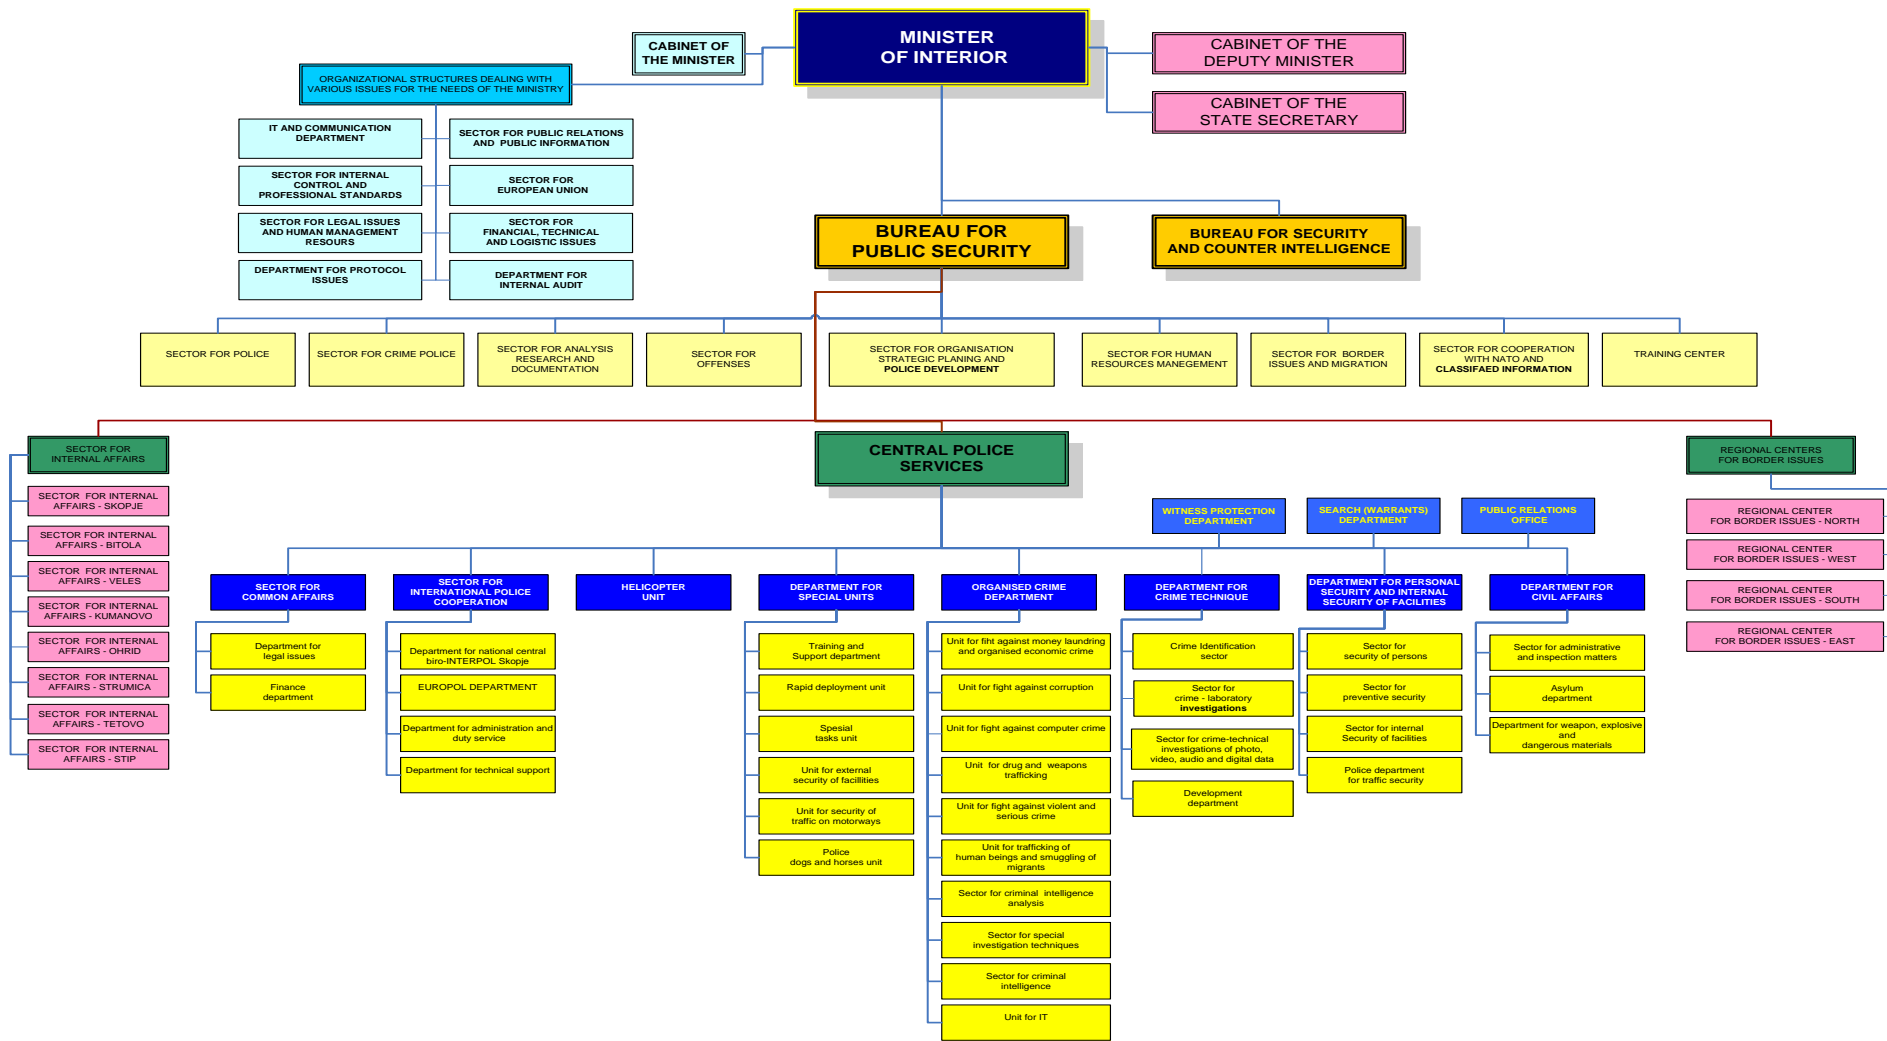 MINISTER
OF INTERIOR
CABINET OF
THE MINISTER
CABINET OF THE
DEPUTY MINISTER
CABINET OF THE
STATE SECRETARY
ORGANIZATIONAL STRUCTURES DEALING WITH
VARIOUS ISSUES FOR THE NEEDS OF THE MINISTRY
IT AND COMMUNICATION
DEPARTMENT
SECTOR FOR PUBLIC RELATIONS
AND PUBLIC INFORMATION
SECTOR FOR INTERNAL
CONTROL AND
PROFESSIONAL STANDARDS
SECTOR FOR
EUROPEAN UNION
SECTOR FOR LEGAL ISSUES
AND HUMAN MANAGEMENT
RESOURS
SECTOR FOR
FINANCIAL, TECHNICAL
AND LOGISTIC ISSUES
DEPARTMENT FOR PROTOCOL
ISSUES
DEPARTMENT FOR
INTERNAL AUDIT
BUREAU FOR
PUBLIC SECURITY
BUREAU FOR SECURITY
AND COUNTER INTELLIGENCE
SECTOR FOR POLICE
SECTOR FOR CRIME POLICE
SECTOR FOR ANALYSIS
RESEARCH AND
DOCUMENTATION
SECTOR FOR
OFFENSES
SECTOR FOR ORGANISATION
STRATEGIC PLANING AND
POLICE DEVELOPMENT
SECTOR FOR HUMAN
RESOURCES MANEGEMENT
SECTOR FOR BORDER
ISSUES AND MIGRATION
SECTOR FOR COOPERATION
WITH NATO AND
CLASSIFAED INFORMATION
TRAINING CENTER
SECTOR FOR
INTERNAL AFFAIRS
CENTRAL POLICE
SERVICES
REGIONAL CENTERS
FOR BORDER ISSUES
SECTOR FOR INTERNAL
AFFAIRS - SKOPJE
SECTOR FOR INTERNAL
AFFAIRS - BITOLA
SECTOR FOR INTERNAL
AFFAIRS - VELES
SECTOR FOR INTERNAL
AFFAIRS - KUMANOVO
SECTOR FOR INTERNAL
AFFAIRS - OHRID
SECTOR FOR INTERNAL
AFFAIRS - STRUMICA
SECTOR FOR INTERNAL
AFFAIRS - TETOVO
SECTOR FOR INTERNAL
AFFAIRS - STIP
WITNESS PROTECTION
DEPARTMENT
SEARCH (WARRANTS)
DEPARTMENT
PUBLIC RELATIONS
OFFICE
REGIONAL CENTER
FOR BORDER ISSUES - NORTH
REGIONAL CENTER
FOR BORDER ISSUES - WEST
REGIONAL CENTER
FOR BORDER ISSUES - SOUTH
REGIONAL CENTER
FOR BORDER ISSUES - EAST
SECTOR FOR
COMMON AFFAIRS
Department for
legal issues
Finance
department
SECTOR FOR
INTERNATIONAL POLICE
COOPERATION
Department for national central
biro-INTERPOL Skopje
EUROPOL DEPARTMENT
Department for administration and
duty service
Department for technical support
HELICOPTER
UNIT
DEPARTMENT FOR
SPECIAL UNITS
Training and
Support department
Rapid deployment unit
Spesial
tasks unit
Unit for external
security of facillities
Unit for security of
traffic on motorways
Police
dogs and horses unit
ORGANISED CRIME
DEPARTMENT
Unit for fiht against money laundring
and organised economic crime
Unit for fight against corruption
Unit for fight against computer crime
Unit for drug and weapons
trafficking
Unit for fight against violent and
serious crime
Unit for trafficking of
human beings and smuggling of
migrants
Sector for criminal intelligence
analysis
Sector for special
investigation techniques
Sector for criminal
intelligence
Unit for IT
DEPARTMENT FOR
CRIME TECHNIQUE
Crime Identification
sector
Sector for
crime - laboratory
investigations
Sector for crime-technical
investigations of photo,
video, audio and digital data
Development
department
DEPARTMENT FOR PERSONAL
SECURITY AND INTERNAL
SECURITY OF FACILITIES
Sector for
security of persons
Sector for
preventive security
Sector for internal
Security of facilities
Police department
for traffic security
DEPARTMENT FOR
CIVIL AFFAIRS
Sector for administrative
and inspection matters
Asylum
department
Department for weapon, explosive
and
dangerous materials